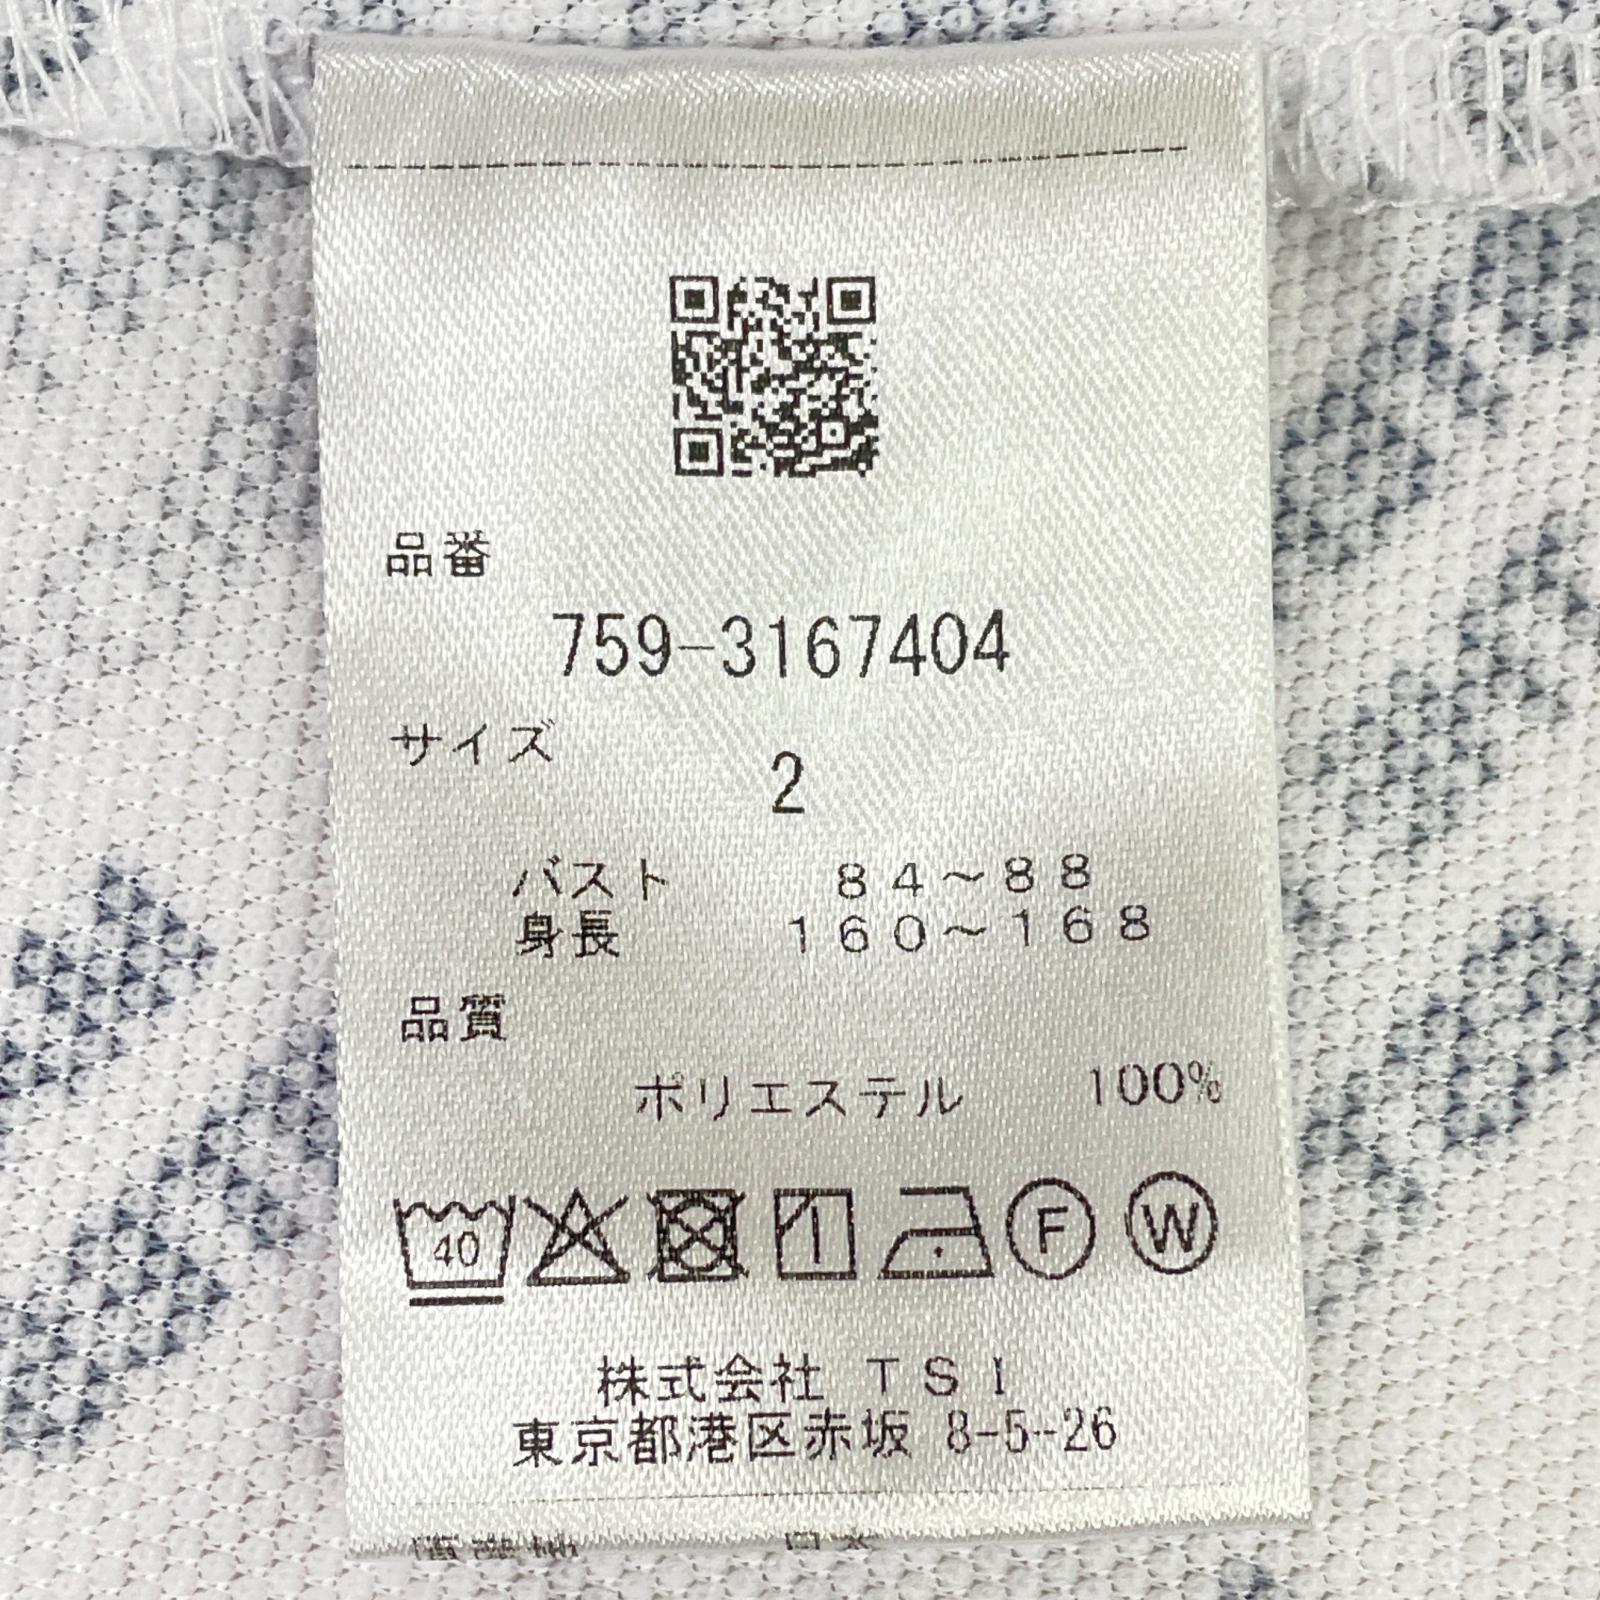 品番
759-3167404
サイズ
2
バスト 84～88
身長 160～168
品質
ポリエステル 100%
40 F W
株式会社 TSI
東京都港区赤坂 8-5-26